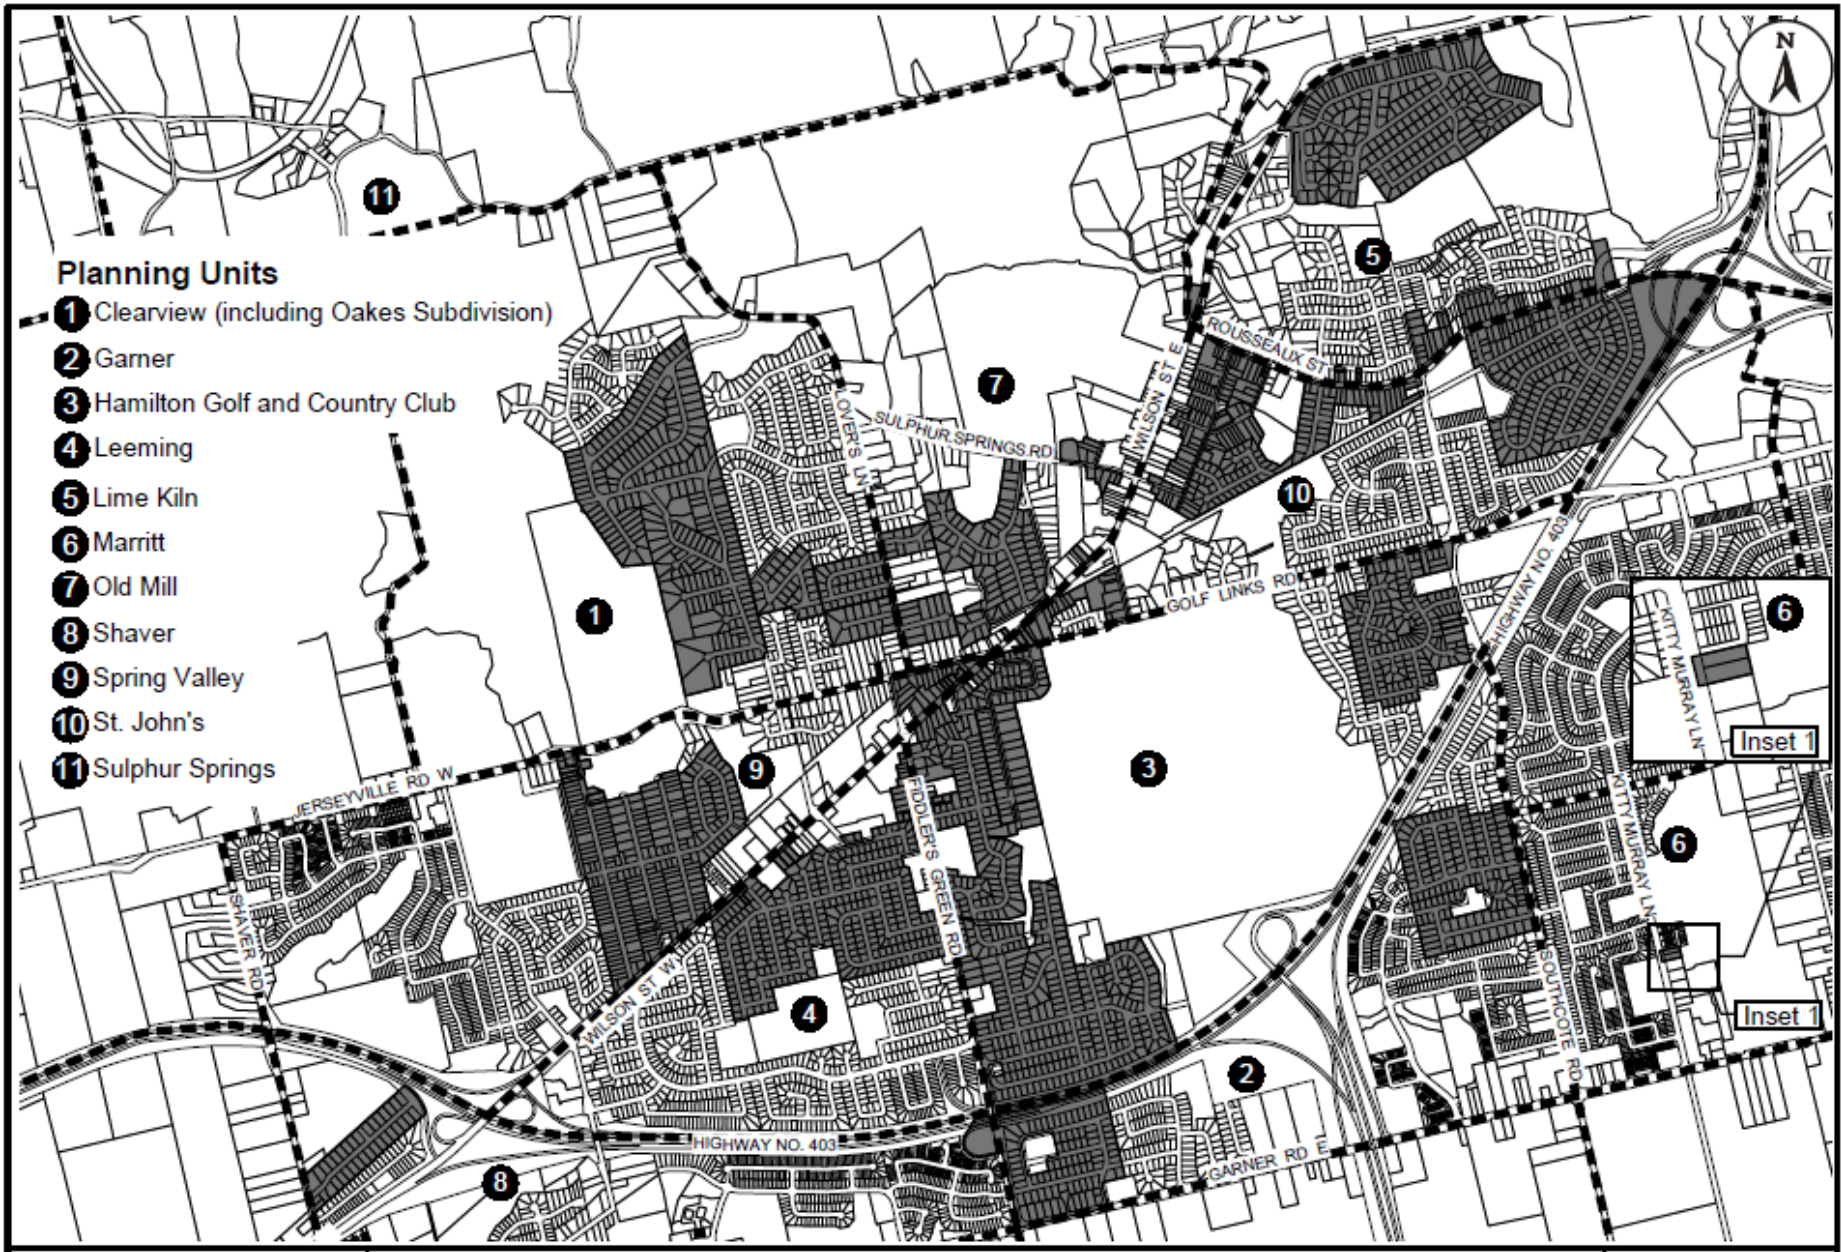 N
11
Planning Units
1 Clearview (including Oakes Subdivision)
2 Garner
3 Hamilton Golf and Country Club
4 Leeming
5 Lime Kiln
6 Marritt
7 Old Mill
8 Shaver
9 Spring Valley
10 St. John's
11 Sulphur Springs
5
ROUSSEAUX ST
WILSON ST E
7
LOVER'S LN
SULPHUR SPRINGS RD
10
HIGHWAY NO. 403
GOLF LINKS RD
1
6
KITTY MURRAY LN
Inset 1
3
9
JERSEYVILLE RD W
FIDDLER'S GREEN RD
KITTY MURRAY LN
6
SHAVER RD
WILSON ST W
4
SOUTHCOTE RD
Inset 1
2
HIGHWAY NO. 403
GARNER RD E
8